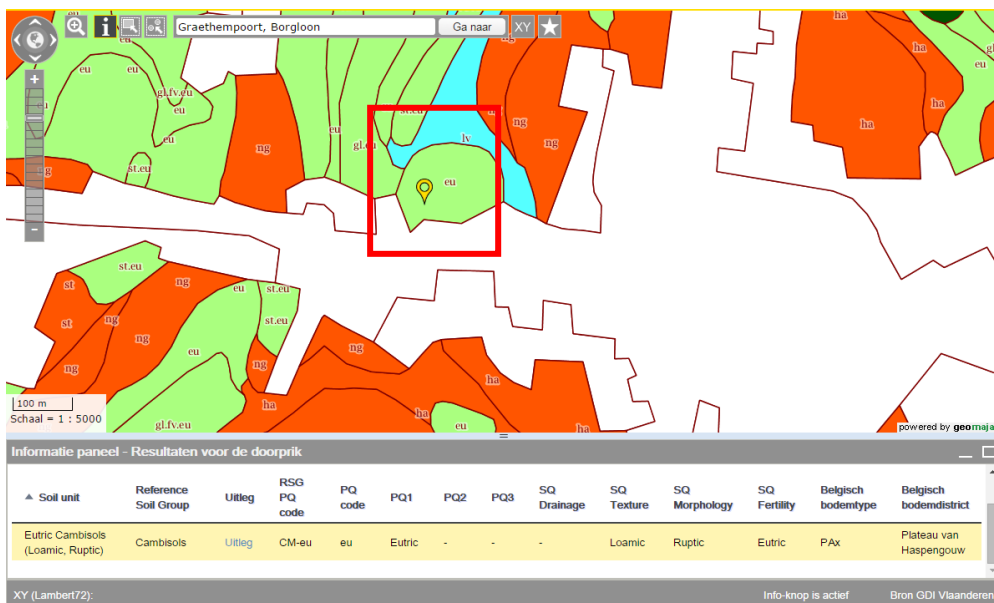 Graethempoort, Borgloon
Ga naar
XY
ha
eu
eu
eu
gl.fv.eu
eu
eu
eu
ng
eu
gl.eu
st.eu
lv
ng
ng
ha
ha
ha
eu
st.eu
ng
eu
st.eu
st
ng
eu
st.eu
st
ng
st.eu
ng
eu
ng
ng
ng
ha
ha
ha
gl.fv.eu
eu
ha
100 m
Schaal = 1 : 5000
powered by geomaja
Informatie paneel - Resultaten voor de doorprik
Soil unit Reference Soil Group Uitleg RSG PQ code PQ code PQ1 PQ2 PQ3 SQ Drainage SQ Texture SQ Morphology SQ Fertility Belgisch bodemtype Belgisch bodemdistrict
Eutric Cambisols (Loamic, Ruptic) Cambisols Uitleg CM-eu eu Eutric - - - Loamic Ruptic Eutric PAx Plateau van Haspengouw
XY (Lambert72): Info-knop is actief Bron GDI Vlaanderen